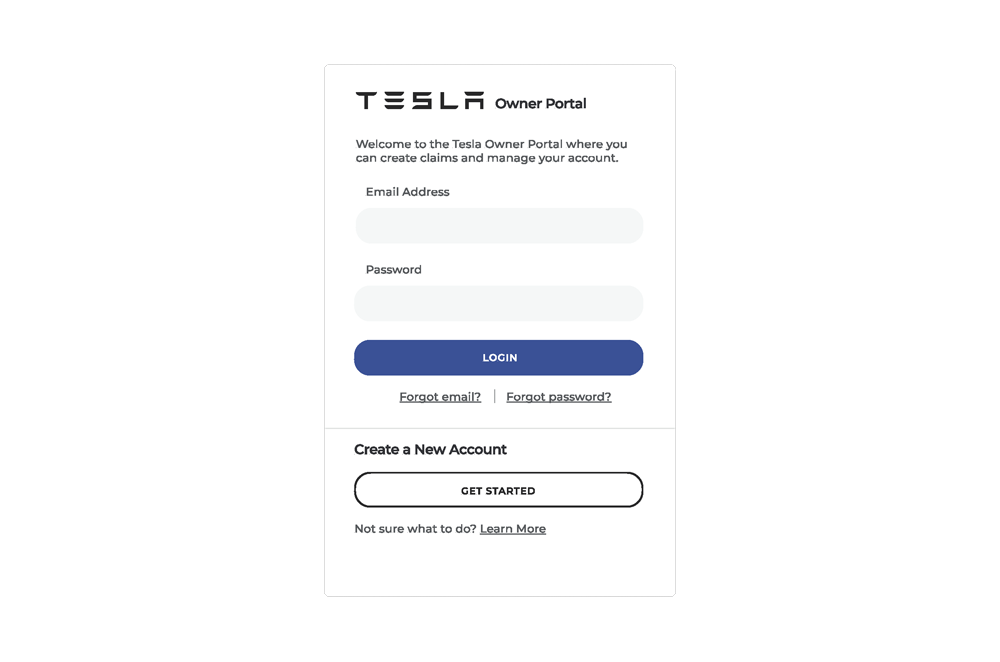 TESLA Owner Portal
Welcome to the Tesla Owner Portal where you
can create claims and manage your account.
Email Address
Password
LOGIN
Forgot email? | Forgot password?
Create a New Account
GET STARTED
Not sure what to do? Learn More